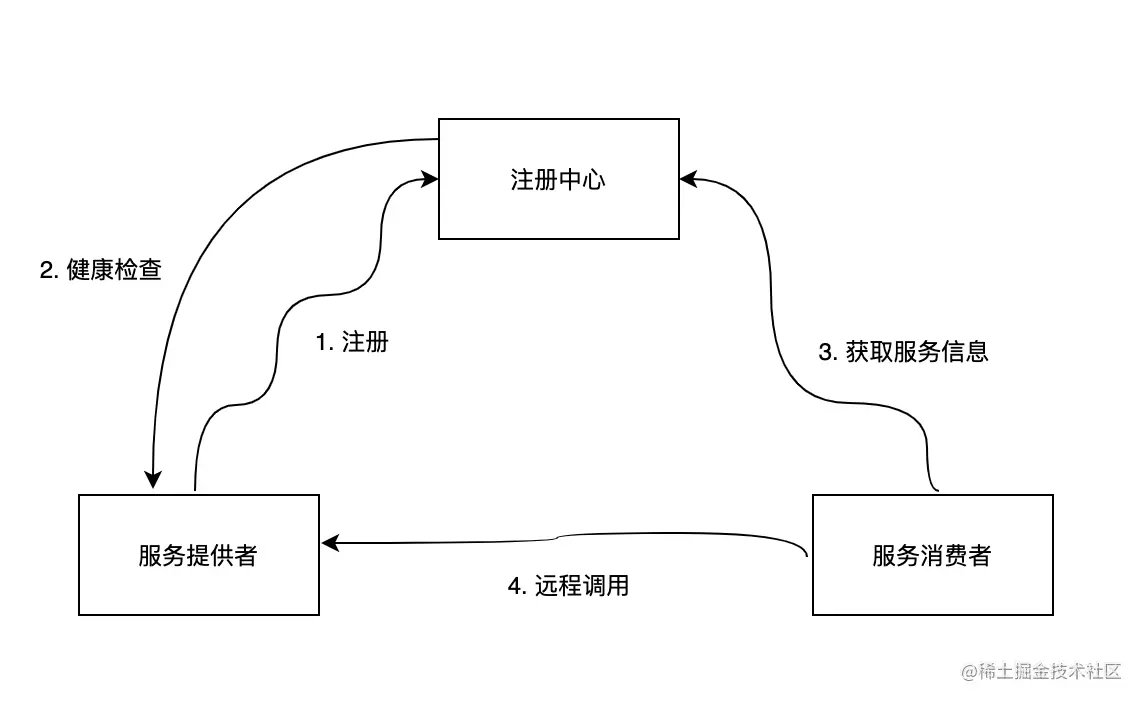 注册中心
2. 健康检查
1. 注册
3. 获取服务信息
服务提供者
服务消费者
4. 远程调用
@稀土掘金技术社区